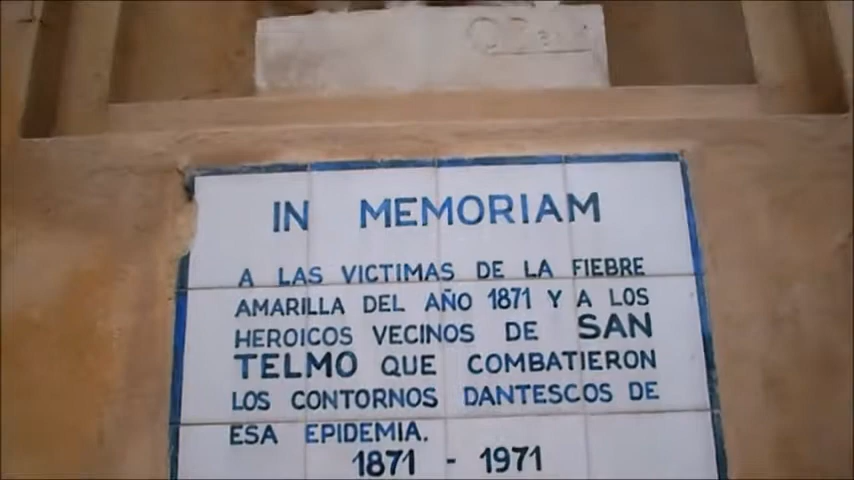 IN MEMORIAM
A LAS VICTIMAS DE LA FIEBRE
AMARILLA DEL AÑO 1871 Y A LOS
HEROICOS VECINOS DE SAN
TELMO QUE COMBATIERON
LOS CONTORNOS DANTESCOS DE
ESA EPIDEMIA.
1871 - 1971